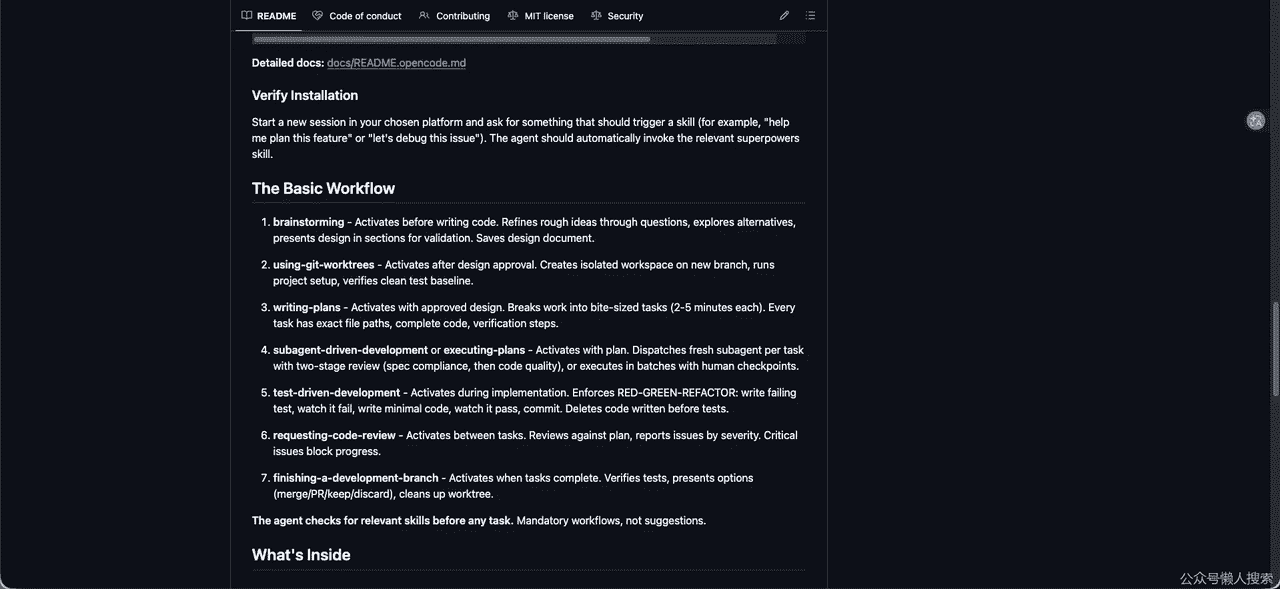 README
Code of conduct
Contributing
MIT license
Security
Detailed docs: docs/README.opencode.md
Verify Installation
Start a new session in your chosen platform and ask for something that should trigger a skill (for example, "help
me plan this feature" or "let's debug this issue"). The agent should automatically invoke the relevant superpowers
skill.
The Basic Workflow
1. brainstorming - Activates before writing code. Refines rough ideas through questions, explores alternatives,
presents design in sections for validation. Saves design document.
2. using-git-worktrees - Activates after design approval. Creates isolated workspace on new branch, runs
project setup, verifies clean test baseline.
3. writing-plans - Activates with approved design. Breaks work into bite-sized tasks (2-5 minutes each). Every
task has exact file paths, complete code, verification steps.
4. subagent-driven-development or executing-plans - Activates with plan. Dispatches fresh subagent per task
with two-stage review (spec compliance, then code quality), or executes in batches with human checkpoints.
5. test-driven-development - Activates during implementation. Enforces RED-GREEN-REFACTOR: write failing
test, watch it fail, write minimal code, watch it pass, commit. Deletes code written before tests.
6. requesting-code-review - Activates between tasks. Reviews against plan, reports issues by severity. Critical
issues block progress.
7. finishing-a-development-branch - Activates when tasks complete. Verifies tests, presents options
(merge/PR/keep/discard), cleans up worktree.
The agent checks for relevant skills before any task. Mandatory workflows, not suggestions.
What's Inside
公众号懒人搜索